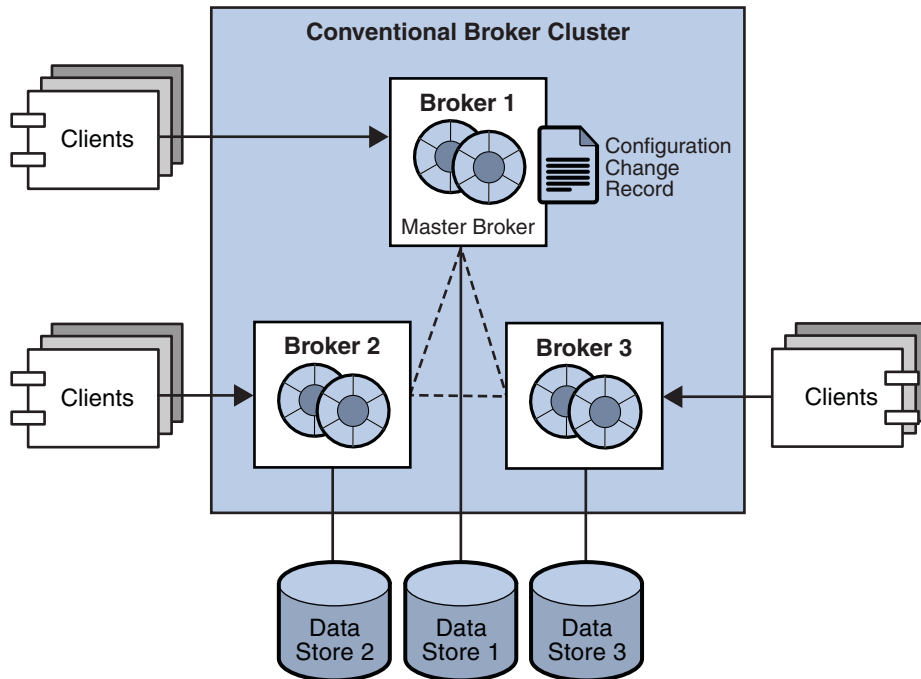 Conventional Broker Cluster
Broker 1
Clients
Configuration
Change
Record
Master Broker
Broker 2
Broker 3
Clients
Clients
Data
Store 2
Data
Store 1
Data
Store 3